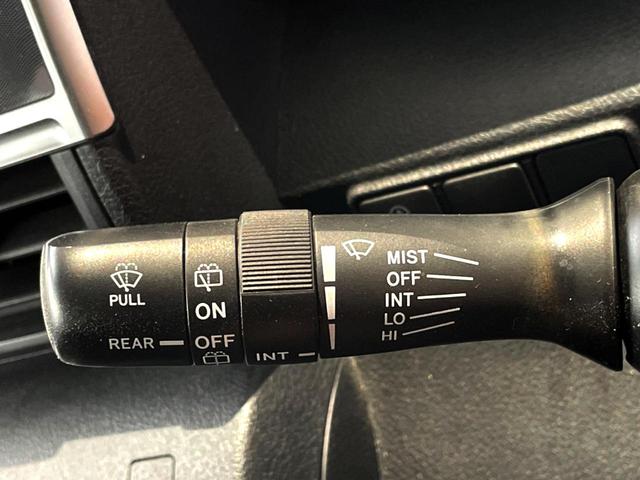 PULL
REAR
ON
OFF
INT
MIST
OFF
INT
LO
HI